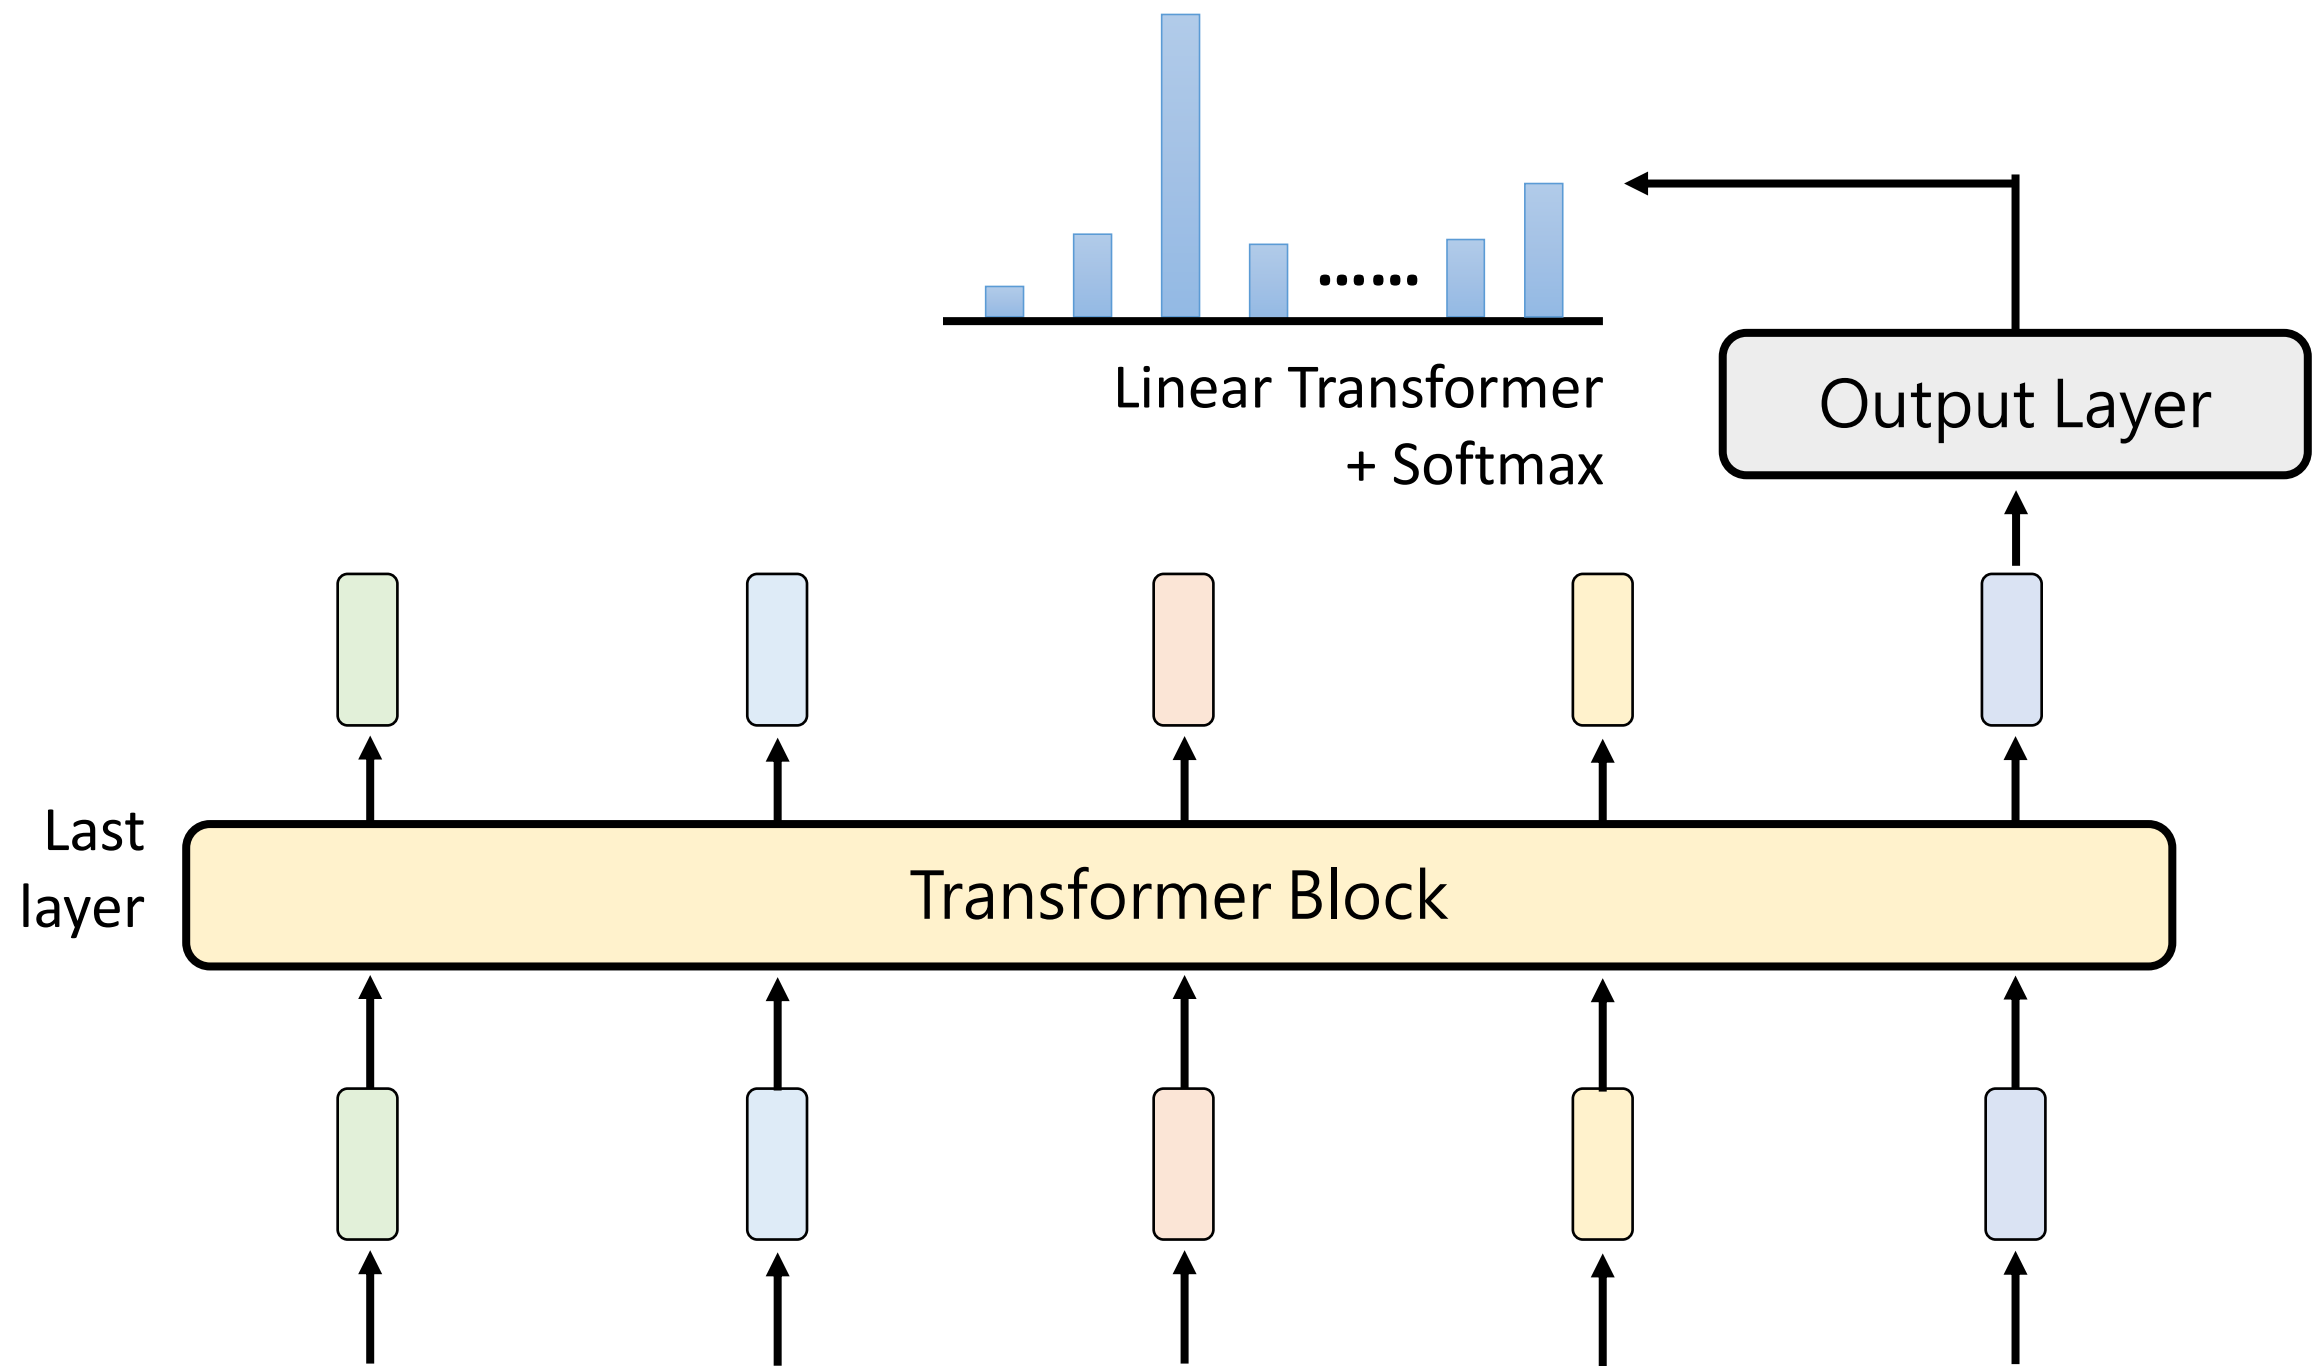 Linear Transformer
+ Softmax
Output Layer
Last
layer
Transformer Block